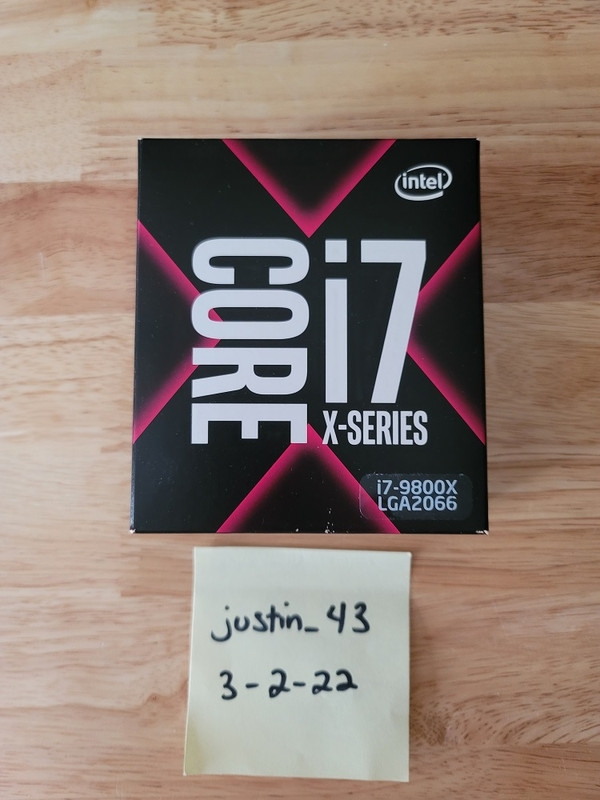 intel
CORE
i7
X-SERIES
i7-9800X
LGA2066
justin_43
3-2-22